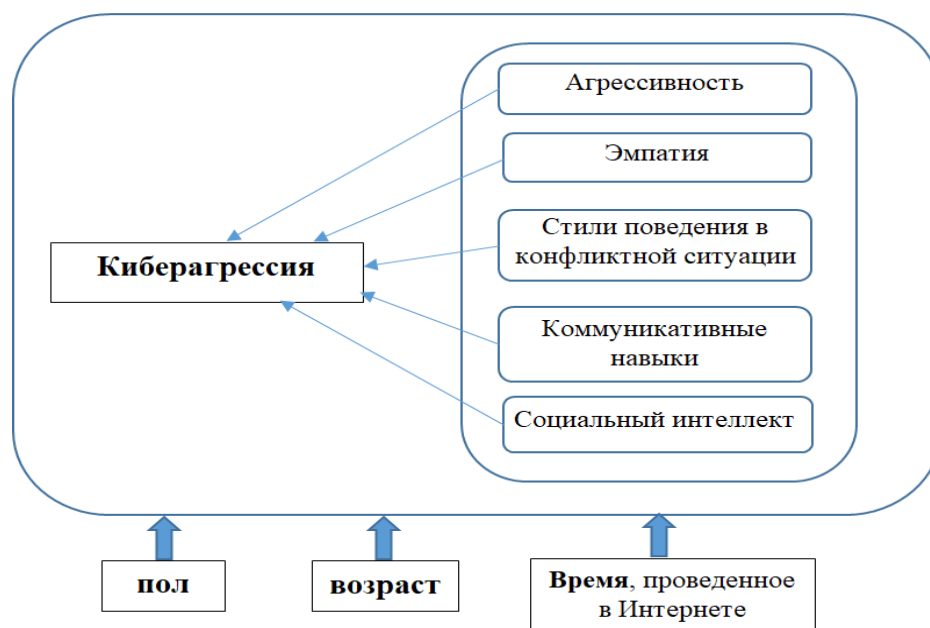 Агрессивность
Эмпатия
Стили поведения в
конфликтной ситуации
Киберагрессия
Коммуникативные
навыки
Социальный интеллект
пол
возраст
Время, проведенное
в Интернете